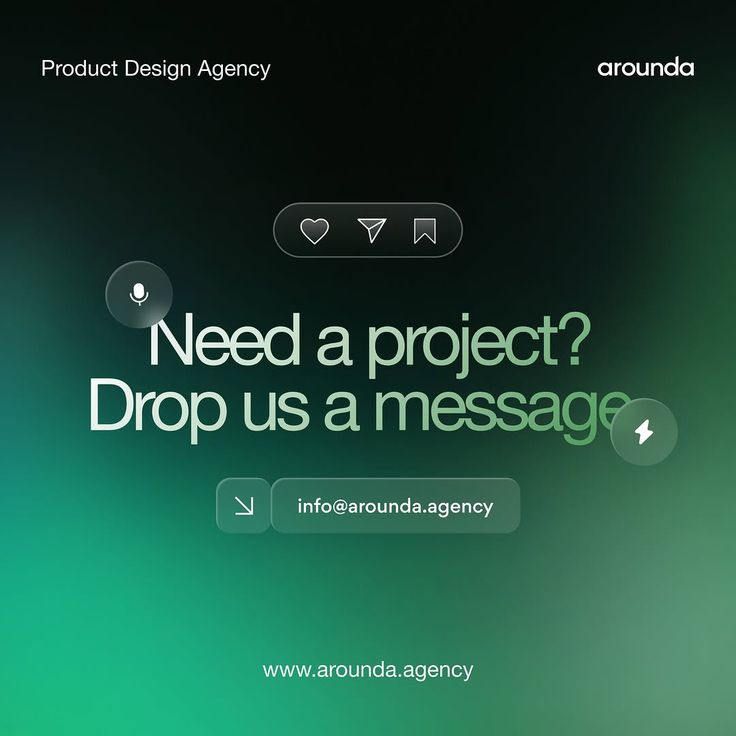 Product Design Agency
arounda
Need a project?
Drop us a message
info@arounda.agency
www.arounda.agency